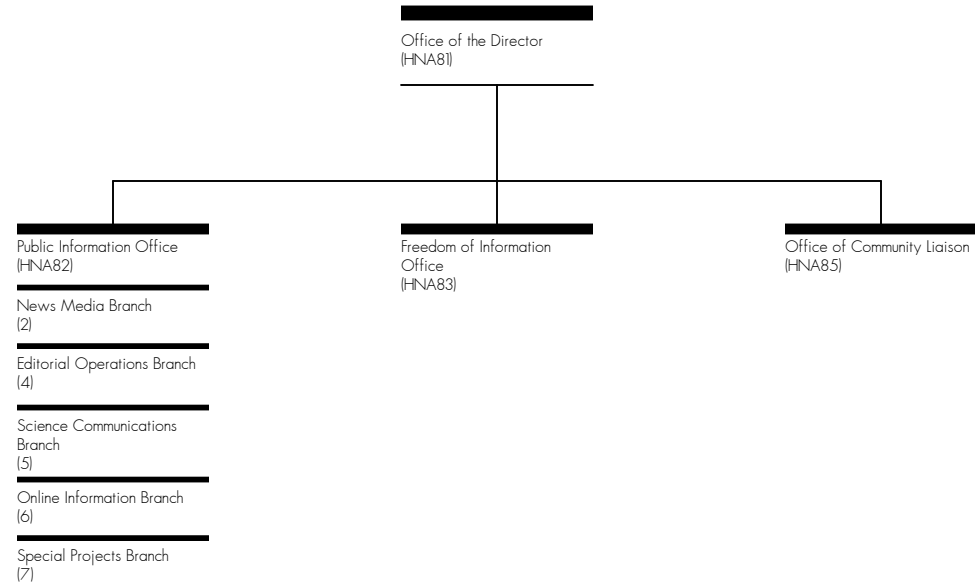 Office of the Director
(HNA81)
Public Information Office
(HNA82)
News Media Branch
(2)
Editorial Operations Branch
(4)
Science Communications
Branch
(5)
Online Information Branch
(6)
Special Projects Branch
(7)
Freedom of Information
Office
(HNA83)
Office of Community Liaison
(HNA85)